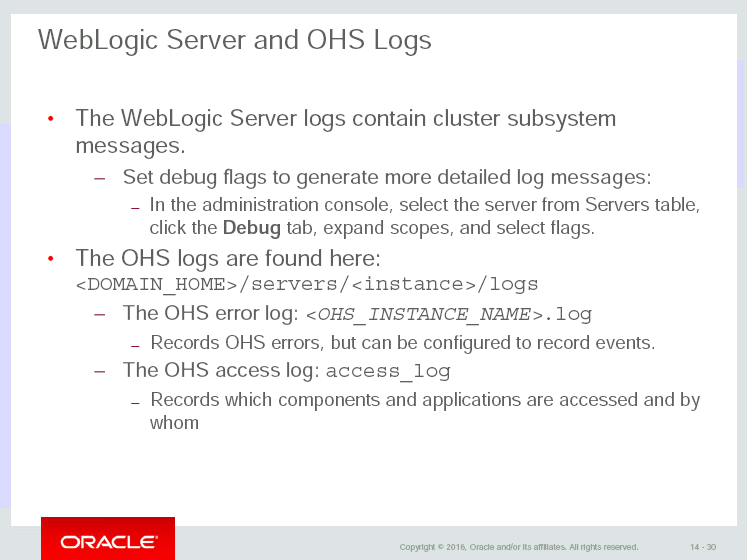 WebLogic Server and OHS Logs
• The WebLogic Server logs contain cluster subsystem
messages.
– Set debug flags to generate more detailed log messages:
– In the administration console, select the server from Servers table,
click the Debug tab, expand scopes, and select flags.
• The OHS logs are found here:
<DOMAIN_HOME>/servers/<instance>/logs
– The OHS error log: <OHS_INSTANCE_NAME>.log
– Records OHS errors, but can be configured to record events.
– The OHS access log: access_log
– Records which components and applications are accessed and by
whom
ORACLE®
Copyright © 2016, Oracle and/or its affiliates. All rights reserved.
14 - 30